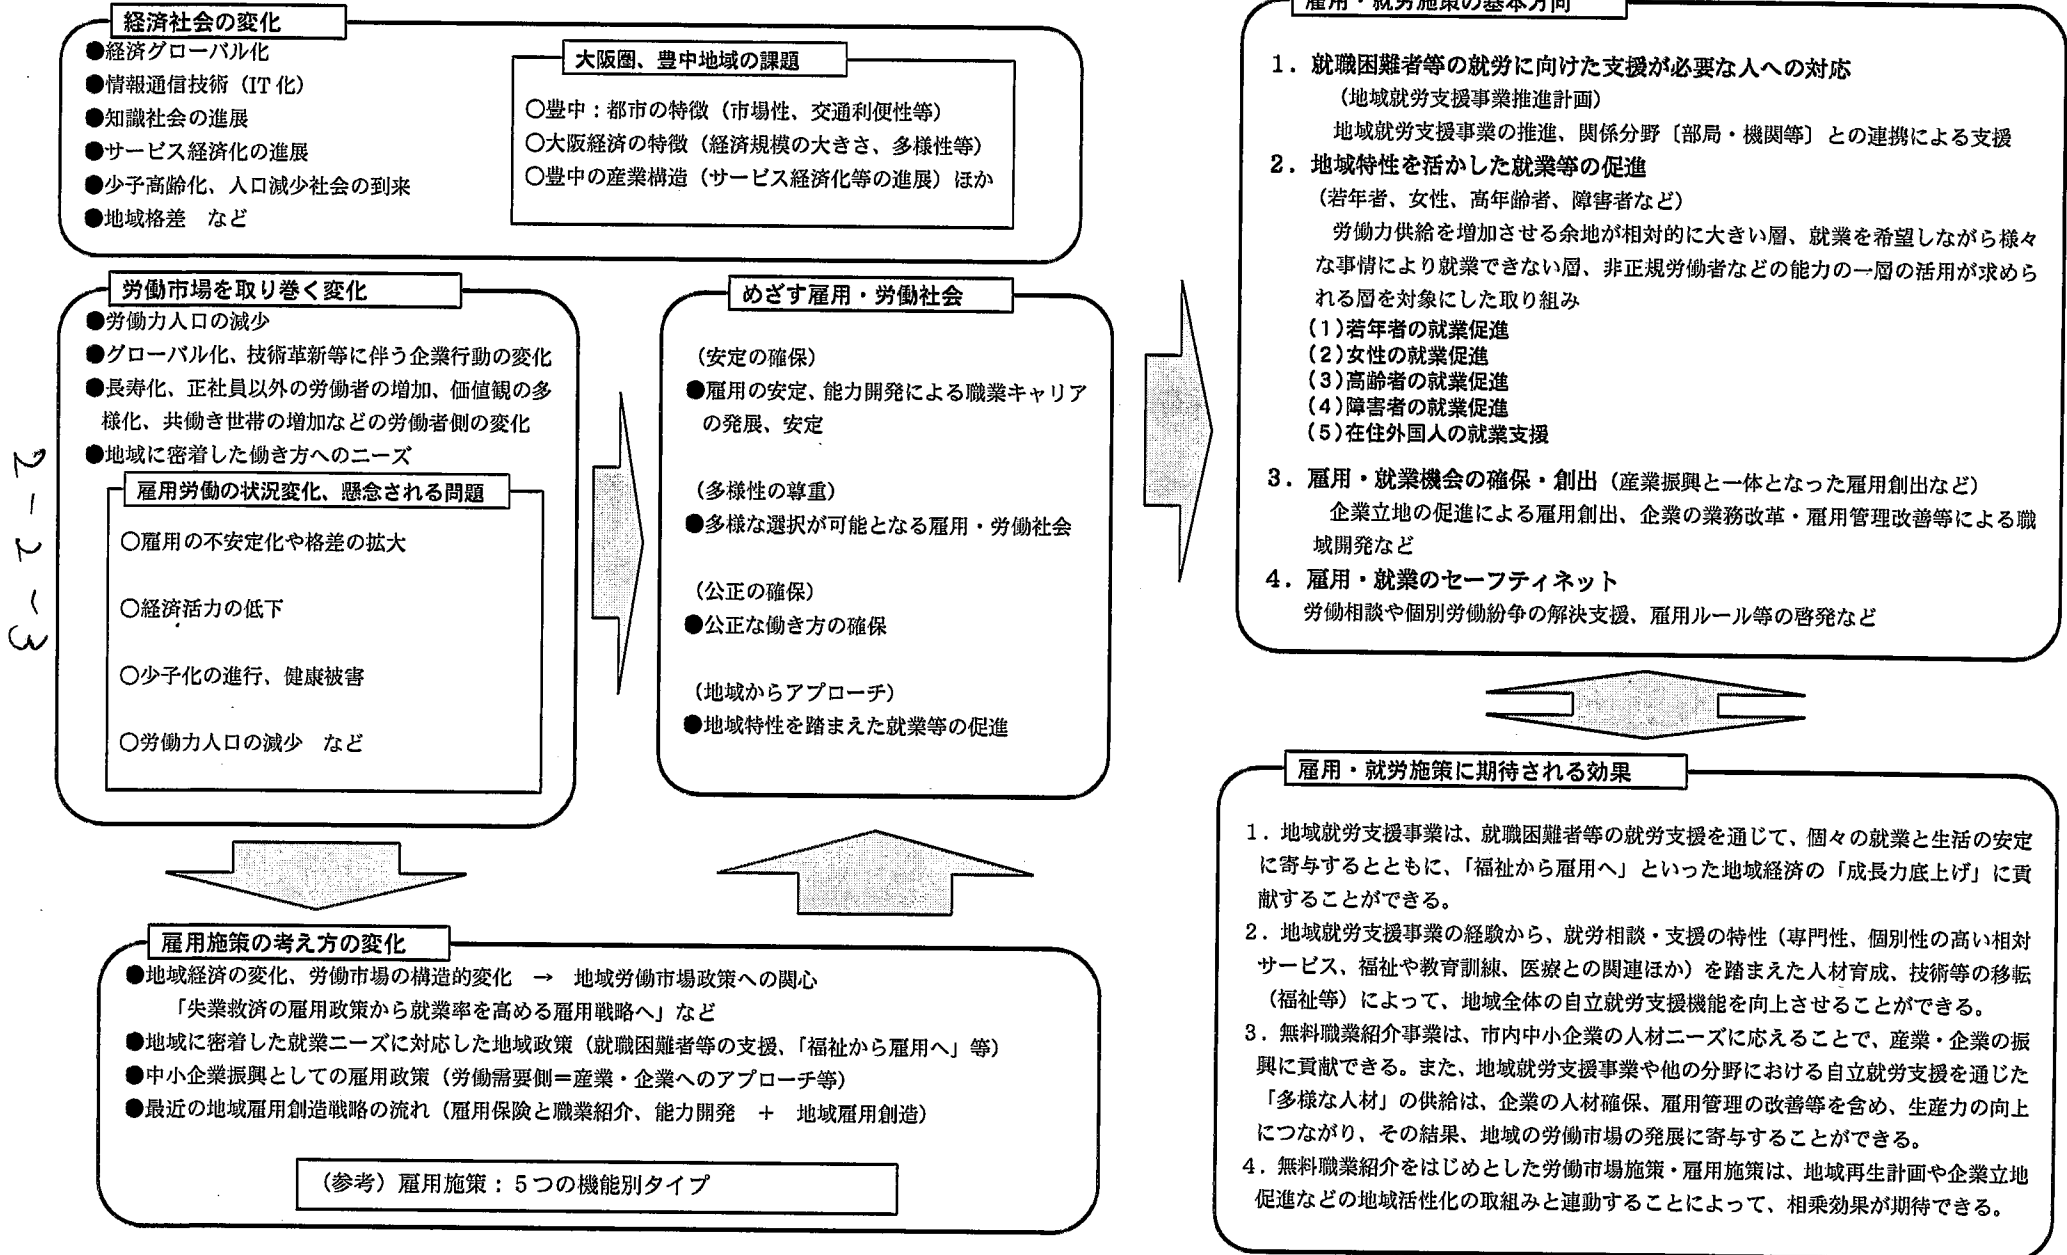 経済社会の変化
●経済グローバル化
●情報通信技術（IT 化）
●知識社会の進展
●サービス経済化の進展
●少子高齢化、人口減少社会の到来
●地域格差　など
大阪圏、豊中地域の課題
○豊中：都市の特徴（市場性、交通利便性等）
○大阪経済の特徴（経済規模の大きさ、多様性等）
○豊中の産業構造（サービス経済化等の進展）ほか
労働市場を取り巻く変化
●労働力人口の減少
●グローバル化、技術革新等に伴う企業行動の変化
●長寿化、正社員以外の労働者の増加、価値観の多
様化、共働き世帯の増加などの労働者側の変化
●地域に密着した働き方へのニーズ
雇用労働の状況変化、懸念される問題
○雇用の不安定化や格差の拡大
○経済活力の低下
○少子化の進行、健康被害
○労働力人口の減少　など
2-2-3
めざす雇用・労働社会
（安定の確保）
●雇用の安定、能力開発による職業キャリア
の発展、安定
（多様性の尊重）
●多様な選択が可能となる雇用・労働社会
（公正の確保）
●公正な働き方の確保
（地域からアプローチ）
●地域特性を踏まえた就業等の促進
雇用施策の考え方の変化
●地域経済の変化、労働市場の構造的変化　→　地域労働市場政策への関心
「失業救済の雇用政策から就業率を高める雇用戦略へ」など
●地域に密着した就業ニーズに対応した地域政策（就職困難者等の支援、「福祉から雇用へ」等）
●中小企業振興としての雇用政策（労働需要側＝産業・企業へのアプローチ等）
●最近の地域雇用創造戦略の流れ（雇用保険と職業紹介、能力開発　＋　地域雇用創造）
（参考）雇用施策：５つの機能別タイプ
雇用・就労施策の基本方向
１．就職困難者等の就労に向けた支援が必要な人への対応
（地域就労支援事業推進計画）
地域就労支援事業の推進、関係分野〔部局・機関等〕との連携による支援
２．地域特性を活かした就業等の促進
（若年者、女性、高年齢者、障害者など）
労働力供給を増加させる余地が相対的に大きい層、就業を希望しながら様々
な事情により就業できない層、非正規労働者などの能力の一層の活用が求めら
れる層を対象にした取り組み
(1)若年者の就業促進
(2)女性の就業促進
(3)高齢者の就業促進
(4)障害者の就業促進
(5)在住外国人の就業支援
３．雇用・就業機会の確保・創出（産業振興と一体となった雇用創出など）
企業立地の促進による雇用創出、企業の業務改革・雇用管理改善等による職
域開発など
４．雇用・就業のセーフティネット
労働相談や個別労働紛争の解決支援、雇用ルール等の啓発など
雇用・就労施策に期待される効果
１．地域就労支援事業は、就職困難者等の就労支援を通じて、個々の就業と生活の安定
に寄与するとともに、「福祉から雇用へ」といった地域経済の「成長力底上げ」に貢
献することができる。
２．地域就労支援事業の経験から、就労相談・支援の特性（専門性、個別性の高い相対
サービス、福祉や教育訓練、医療との関連ほか）を踏まえた人材育成、技術等の移転
（福祉等）によって、地域全体の自立就労支援機能を向上させることができる。
３．無料職業紹介事業は、市内中小企業の人材ニーズに応えることで、産業・企業の振
興に貢献できる。また、地域就労支援事業や他の分野における自立就労支援を通じた
「多様な人材」の供給は、企業の人材確保、雇用管理の改善等を含め、生産力の向上
につながり、その結果、地域の労働市場の発展に寄与することができる。
４．無料職業紹介をはじめとした労働市場施策・雇用施策は、地域再生計画や企業立地
促進などの地域活性化の取組みと連動することによって、相乗効果が期待できる。